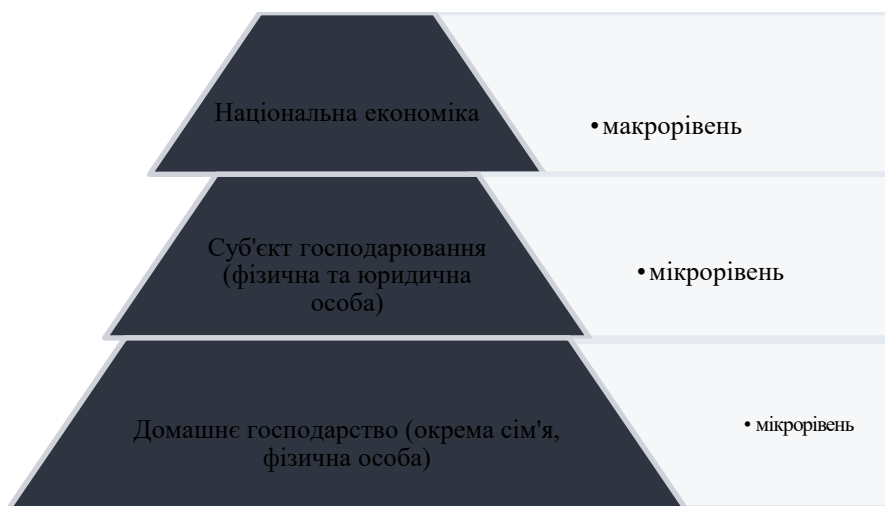 Національна економіка
• макрорівень
Суб'єкт господарювання
(фізична та юридична
особа)
• мікрорівень
Домашнє господарство (окрема сім'я,
фізична особа)
• мікрорівень